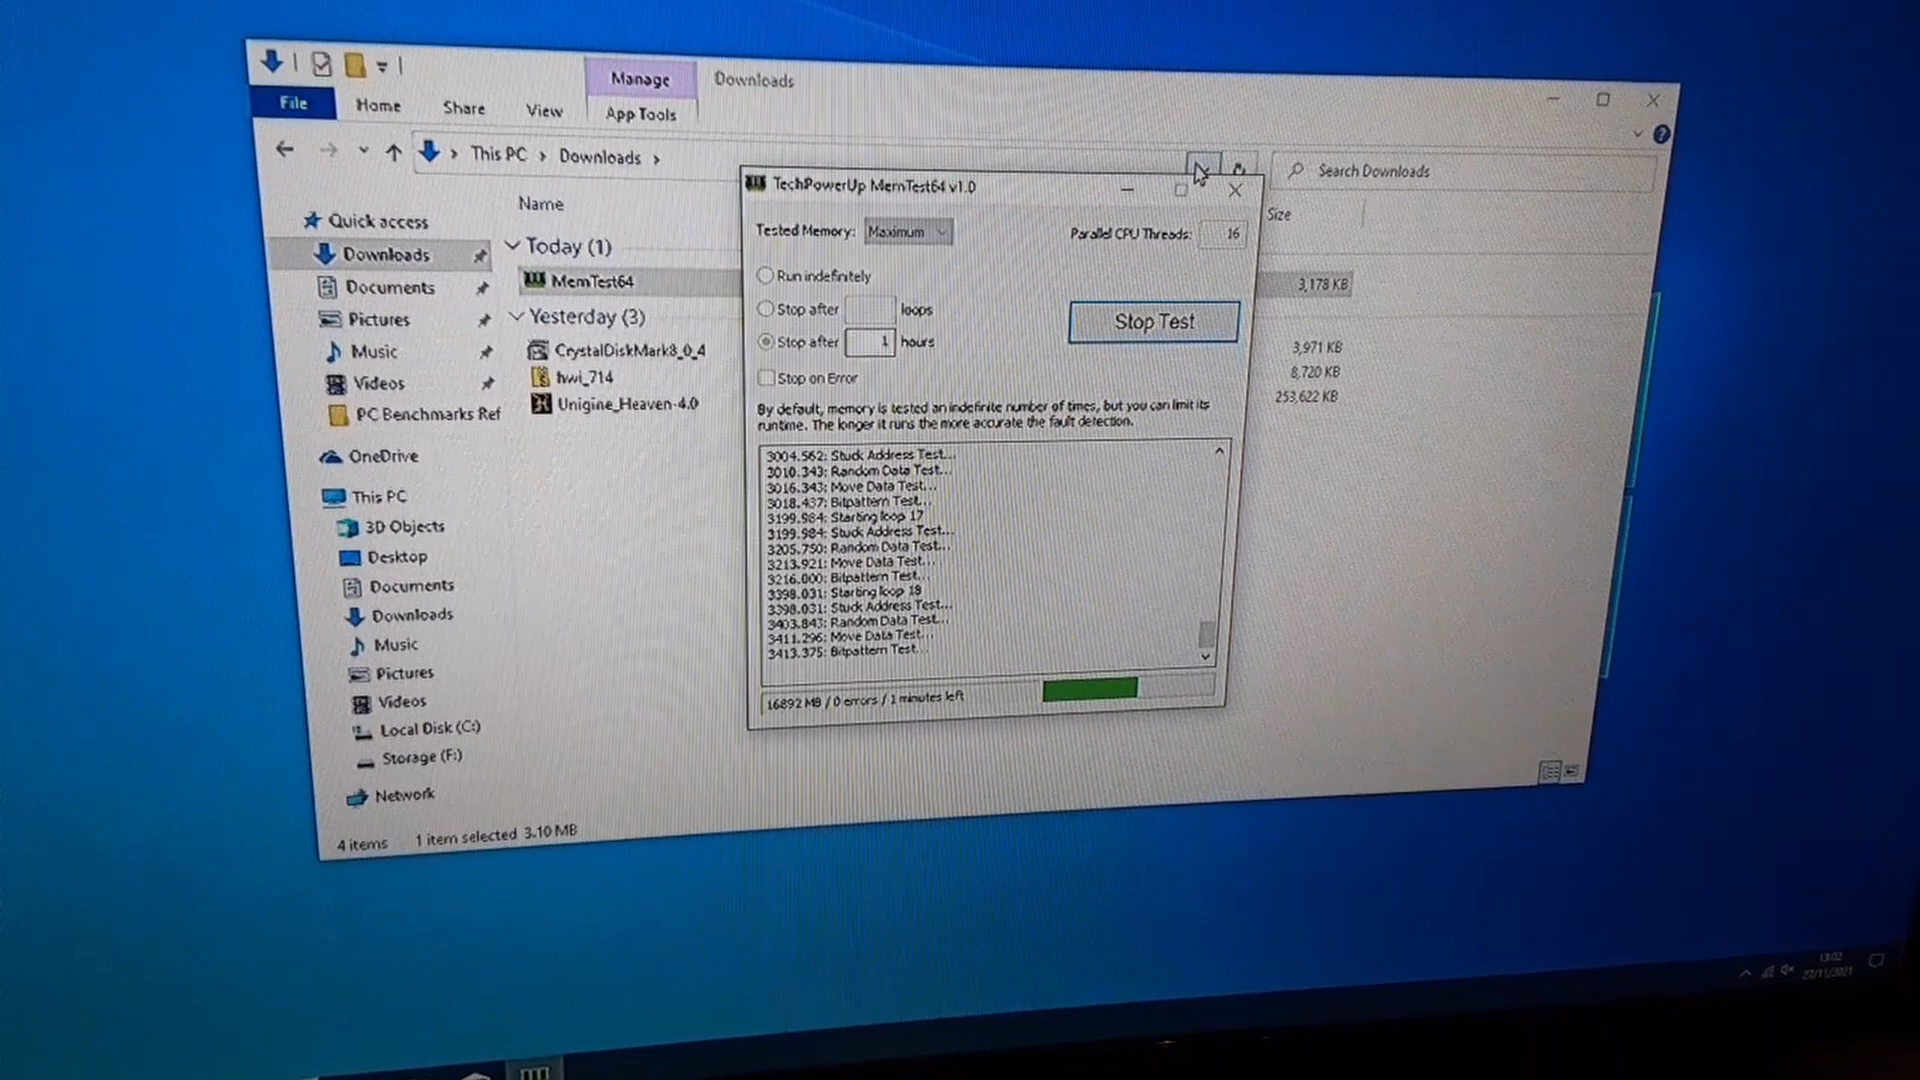 Manage Downloads
File Home Share View App Tools
This PC Downloads
Search Downloads
TechPowerUp MemTest64 v1.0
Name
Size
Tested Memory: Maximum
Parallel CPU Threads: 16
Quick access
Downloads
Documents
Pictures
Music
Videos
PC Benchmarks Ref
OneDrive
This PC
3D Objects
Desktop
Documents
Downloads
Music
Pictures
Videos
Local Disk (C:)
Storage (F:)
Network
Today (1)
MemTest64
3,178 KB
Yesterday (3)
CrystalDiskMark8_0_4
3,971 KB
hwi_714
8,720 KB
Unigine_Heaven-4.0
253,622 KB
Run indefinitely
Stop after loops
Stop after 1 hours
Stop Test
Stop on Error
By default, memory is tested an indefinite number of times, but you can limit its
runtime. The longer it runs the more accurate the fault detection.
3004.562: Stuck Address Test...
3010.343: Random Data Test...
3016.343: Move Data Test...
3018.437: Bitpattern Test...
3199.984: Starting loop 17
3199.984: Stuck Address Test...
3205.750: Random Data Test...
3213.921: Move Data Test...
3216.000: Bitpattern Test...
3398.031: Starting loop 18
3398.031: Stuck Address Test...
3403.843: Random Data Test...
3411.296: Move Data Test...
3413.375: Bitpattern Test...
16892 MB / 0 errors / 1 minutes left
4 items 1 item selected 3.10 MB
13:02
27/11/2021